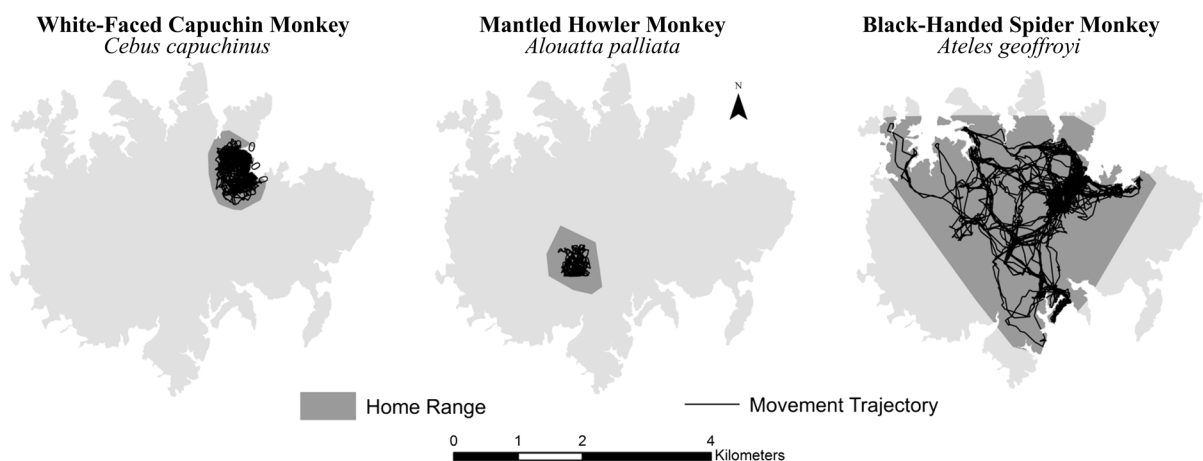 White-Faced Capuchin Monkey
Cebus capuchinus
Mantled Howler Monkey
Alouatta palliata
Black-Handed Spider Monkey
Ateles geoffroyi
N
Home Range
Movement Trajectory
0 1 2 4
Kilometers